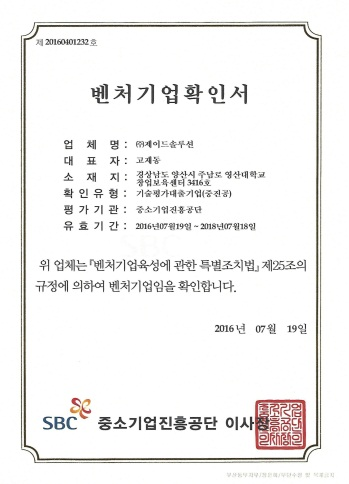 제 20160401232 호
벤처기업확인서
업 체 명 : ㈜제이드솔루션
대 표 자 : 고재동
소 재 지 : 경상남도 양산시 주남로 영산대학교
창업보육센터 3416호
확 인 유 형 : 기술평가대출기업(중진공)
평 가 기 관 : 중소기업진흥공단
유 효 기 간 : 2016년07월19일 ~ 2018년07월18일
위 업체는 『벤처기업육성에 관한 특별조치법』 제25조의
규정에 의하여 벤처기업임을 확인합니다.
2016 년 07 월 19일
SBC 중소기업진흥공단 이사장